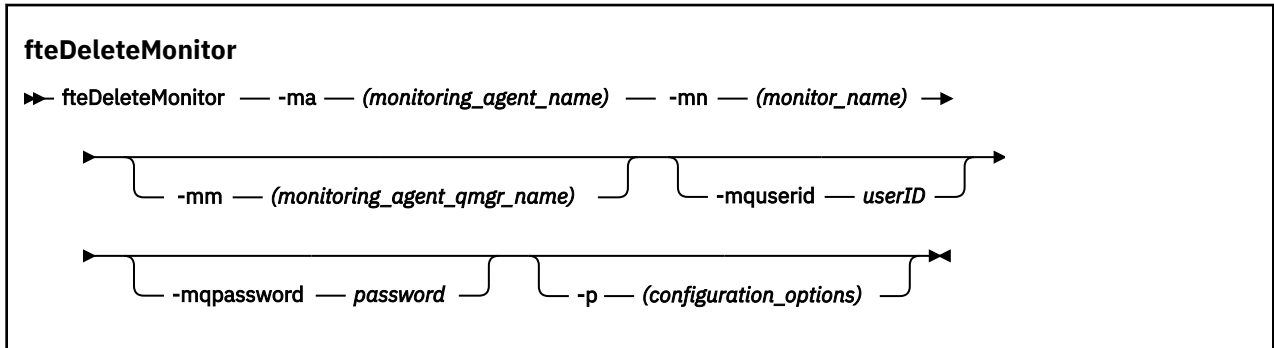 fteDeleteMonitor
fteDeleteMonitor -ma (monitoring_agent_name) -mn (monitor_name)
-mm (monitoring_agent_qmgr_name) -mquserid userID
-mqpassword password -p (configuration_options)